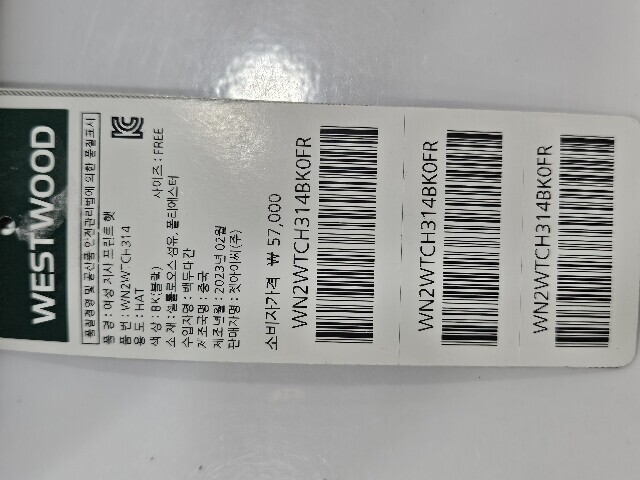 WESTWOOD
품질경영 및 공산품 안전관리법에 의한 품질표시
품명 : 여성 지사 프린트 햇
품번 : WN2WTCH314
용도 : HAT
색상 : BK(블랙) 사이즈 : FREE
소재 : 셀룰로오스 섬유, 폴리에스터
수입자명 : 백두대간
제조국명 : 중국
제조년월 : 2023년 02월
판매자명 : 젯아이씨(주)
소비자가격 ₩ 57,000
WN2WTCH314BK0FR
WN2WTCH314BK0FR
WN2WTCH314BK0FR